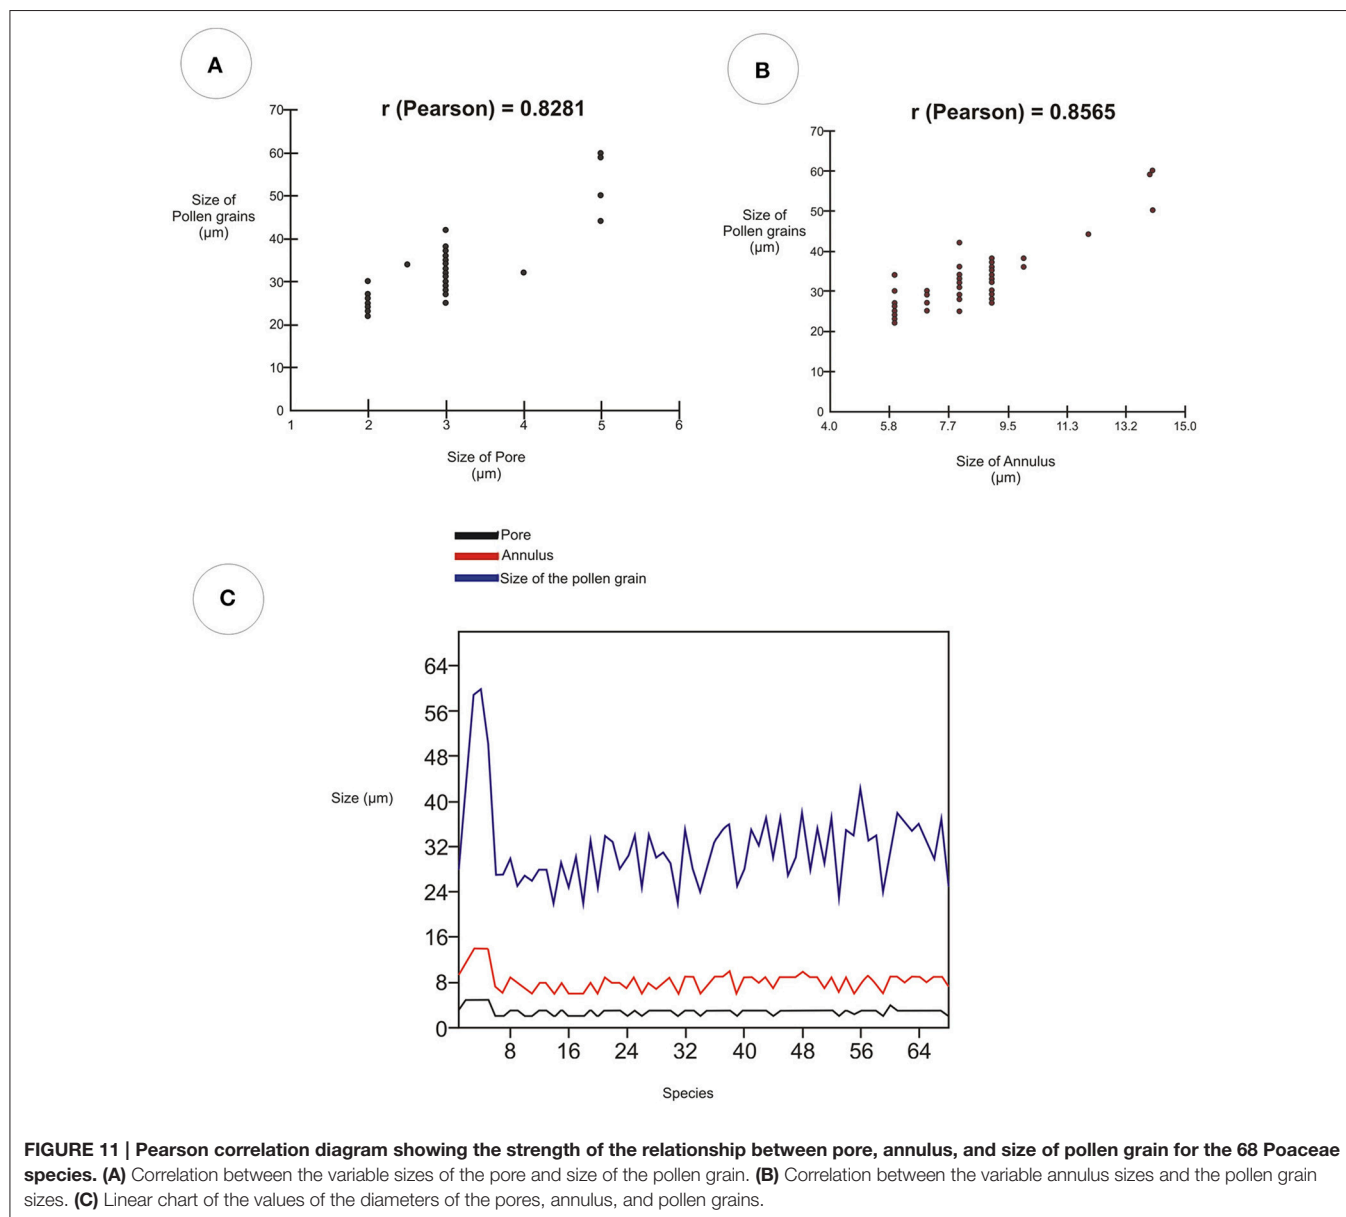 A
r (Pearson) = 0.8281
70
60
50
40
30
20
10
0
Size of
Pollen grains
(µm)
1 2 3 4 5 6
Size of Pore
(µm)
B
r (Pearson) = 0.8565
70
60
50
40
30
20
10
0
Size of
Pollen grains
(µm)
4.0 5.8 7.7 9.5 11.3 13.2 15.0
Size of Annulus
(µm)
Pore
Annulus
Size of the pollen grain
C
64
56
48
40
32
24
16
8
0
Size (µm)
8 16 24 32 40 48 56 64
Species
FIGURE 11 | Pearson correlation diagram showing the strength of the relationship between pore, annulus, and size of pollen grain for the 68 Poaceae
species. (A) Correlation between the variable sizes of the pore and size of the pollen grain. (B) Correlation between the variable annulus sizes and the pollen grain
sizes. (C) Linear chart of the values of the diameters of the pores, annulus, and pollen grains.